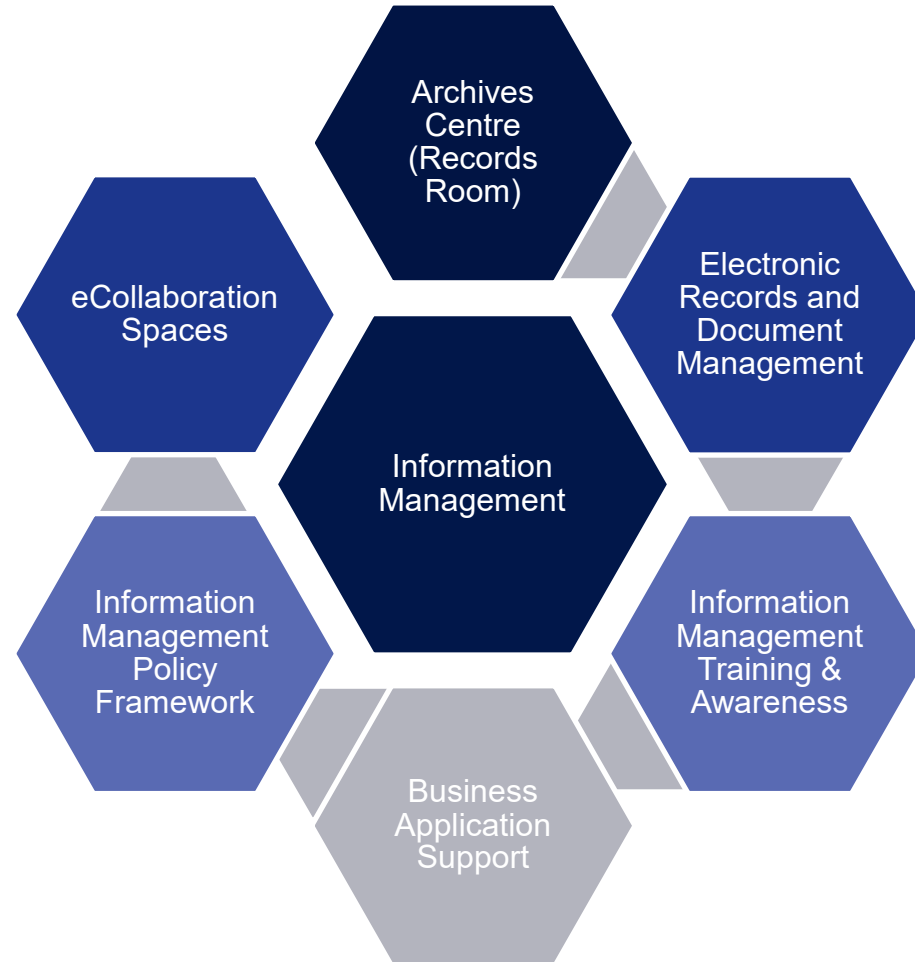 Archives
Centre
(Records
Room)
Electronic
Records and
Document
Management
eCollaboration
Spaces
Information
Management
Information
Management
Policy
Framework
Information
Management
Training &
Awareness
Business
Application
Support